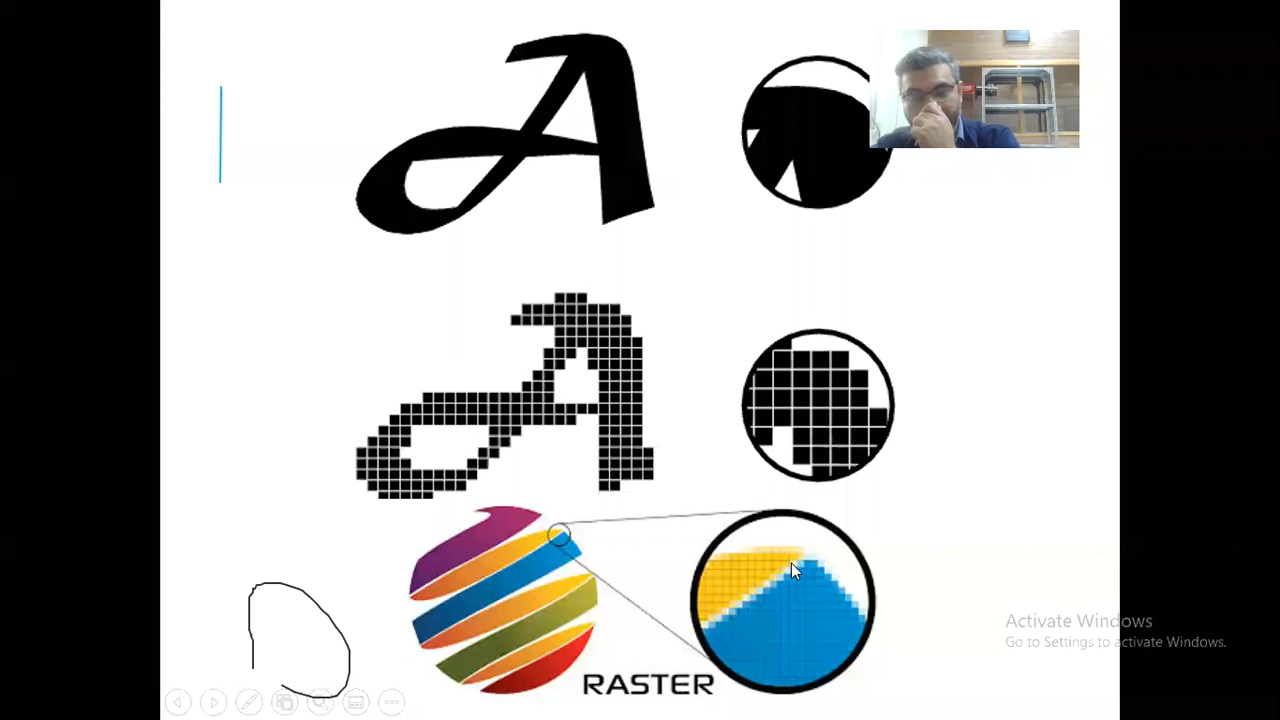 A
A
RASTER
D
Activate Windows
Go to Settings to activate Windows.